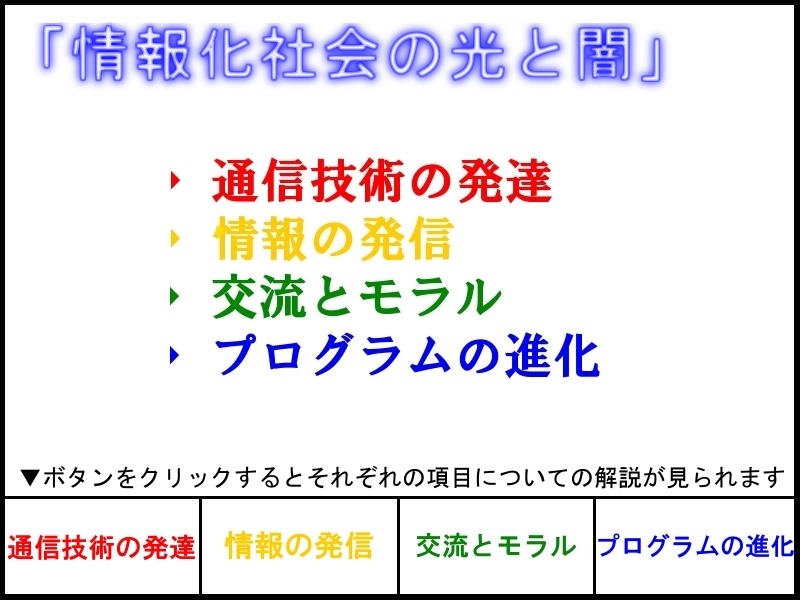 「情報化社会の光と闇」
通信技術の発達
情報の発信
交流とモラル
プログラムの進化
▼ボタンをクリックするとそれぞれの項目についての解説が見られます
通信技術の発達
情報の発信
交流とモラル
プログラムの進化